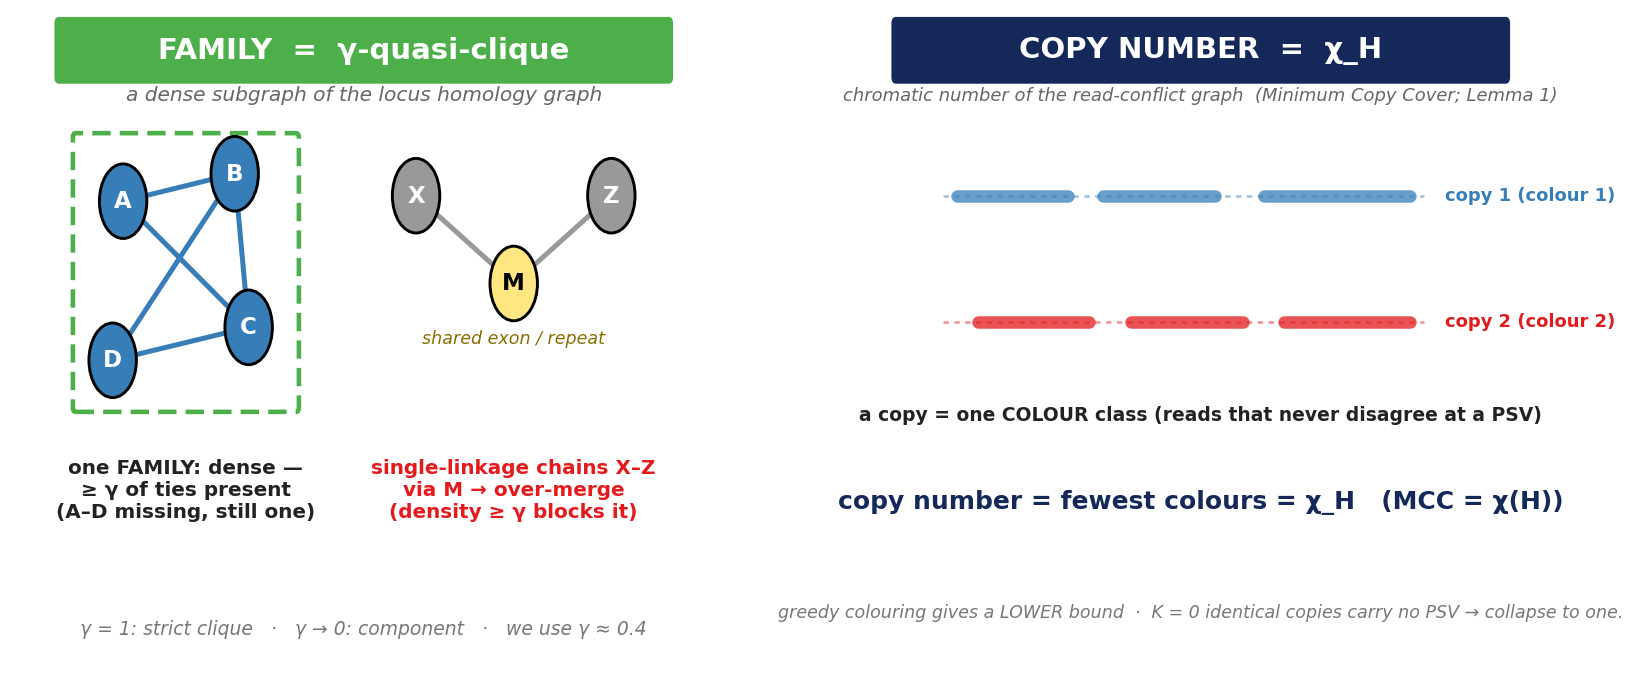 FAMILY = γ-quasi-clique
a dense subgraph of the locus homology graph
A
B
C
D
X
Z
M
shared exon / repeat
one FAMILY: dense —
≥ γ of ties present
(A–D missing, still one)
single-linkage chains X–Z
via M → over-merge
(density ≥ γ blocks it)
γ = 1: strict clique · γ → 0: component · we use γ ≈ 0.4
COPY NUMBER = χ_H
chromatic number of the read-conflict graph (Minimum Copy Cover; Lemma 1)
copy 1 (colour 1)
copy 2 (colour 2)
a copy = one COLOUR class (reads that never disagree at a PSV)
copy number = fewest colours = χ_H (MCC = χ(H))
greedy colouring gives a LOWER bound · K = 0 identical copies carry no PSV → collapse to one.